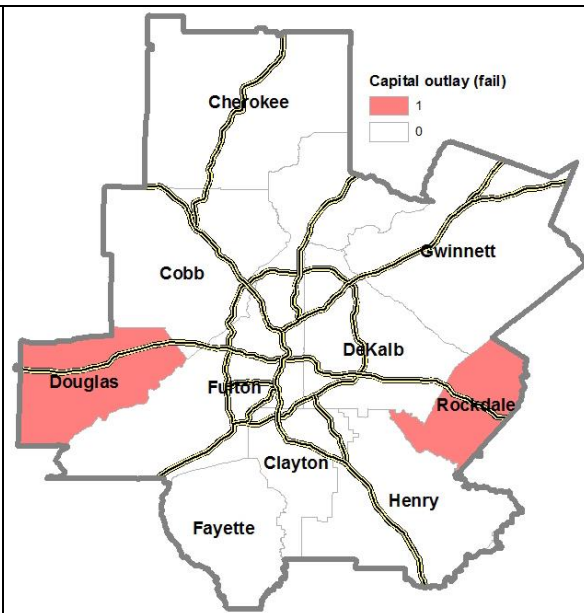 Capital outlay (fail)
1
0
Cherokee
Gwinnett
Cobb
DeKalb
Douglas
Fulton
Rockdale
Clayton
Henry
Fayette